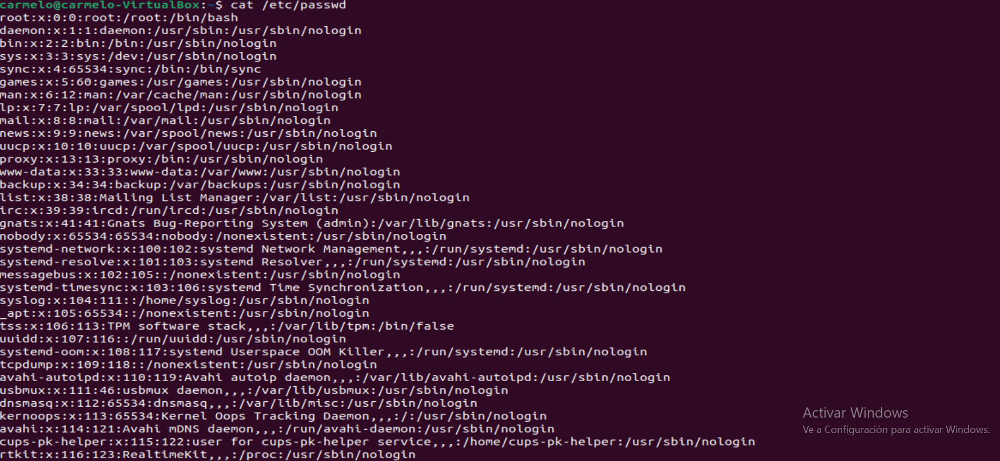 carmelo@carmelo-VirtualBox:~$ cat /etc/passwd
root:x:0:0:root:/root:/bin/bash
daemon:x:1:1:daemon:/usr/sbin:/usr/sbin/nologin
bin:x:2:2:bin:/bin:/usr/sbin/nologin
sys:x:3:3:sys:/dev:/usr/sbin/nologin
sync:x:4:65534:sync:/bin:/bin/sync
games:x:5:60:games:/usr/games:/usr/sbin/nologin
man:x:6:12:man:/var/cache/man:/usr/sbin/nologin
lp:x:7:7:lp:/var/spool/lpd:/usr/sbin/nologin
mail:x:8:8:mail:/var/mail:/usr/sbin/nologin
news:x:9:9:news:/var/spool/news:/usr/sbin/nologin
uucp:x:10:10:uucp:/var/spool/uucp:/usr/sbin/nologin
proxy:x:13:13:proxy:/bin:/usr/sbin/nologin
www-data:x:33:33:www-data:/var/www:/usr/sbin/nologin
backup:x:34:34:backup:/var/backups:/usr/sbin/nologin
list:x:38:38:Mailing List Manager:/var/list:/usr/sbin/nologin
irc:x:39:39:ircd:/run/ircd:/usr/sbin/nologin
gnats:x:41:41:Gnats Bug-Reporting System (admin):/var/lib/gnats:/usr/sbin/nologin
nobody:x:65534:65534:nobody:/nonexistent:/usr/sbin/nologin
systemd-network:x:100:102:systemd Network Management,,,:/run/systemd:/usr/sbin/nologin
systemd-resolve:x:101:103:systemd Resolver,,,:/run/systemd:/usr/sbin/nologin
messagebus:x:102:105::/nonexistent:/usr/sbin/nologin
systemd-timesync:x:103:106:systemd Time Synchronization,,,:/run/systemd:/usr/sbin/nologin
syslog:x:104:111::/home/syslog:/usr/sbin/nologin
_apt:x:105:65534::/nonexistent:/usr/sbin/nologin
tss:x:106:113:TPM software stack,,,:/var/lib/tpm:/bin/false
uuidd:x:107:116::/run/uuidd:/usr/sbin/nologin
systemd-oom:x:108:117:systemd Userspace OOM Killer,,,:/run/systemd:/usr/sbin/nologin
tcpdump:x:109:118::/nonexistent:/usr/sbin/nologin
avahi-autoipd:x:110:119:Avahi autoip daemon,,,:/var/lib/avahi-autoipd:/usr/sbin/nologin
usbmux:x:111:46:usbmux daemon,,,:/var/lib/usbmux:/usr/sbin/nologin
dnsmasq:x:112:65534:dnsmasq,,,:/var/lib/misc:/usr/sbin/nologin
kernoops:x:113:65534:Kernel Oops Tracking Daemon,,,:/:/usr/sbin/nologin
avahi:x:114:121:Avahi mDNS daemon,,,:/run/avahi-daemon:/usr/sbin/nologin
cups-pk-helper:x:115:122:user for cups-pk-helper service,,,:/home/cups-pk-helper:/usr/sbin/nologin
rtkit:x:116:123:RealtimeKit,,,:/proc:/usr/sbin/nologin
Activar Windows
Ve a Configuración para activar Windows.